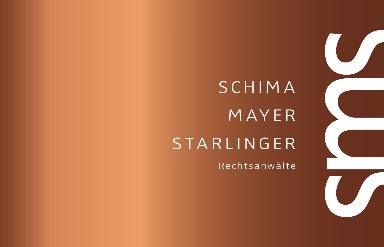 SCHIMA
MAYER
STARLINGER
Rechtsanwälte
sms